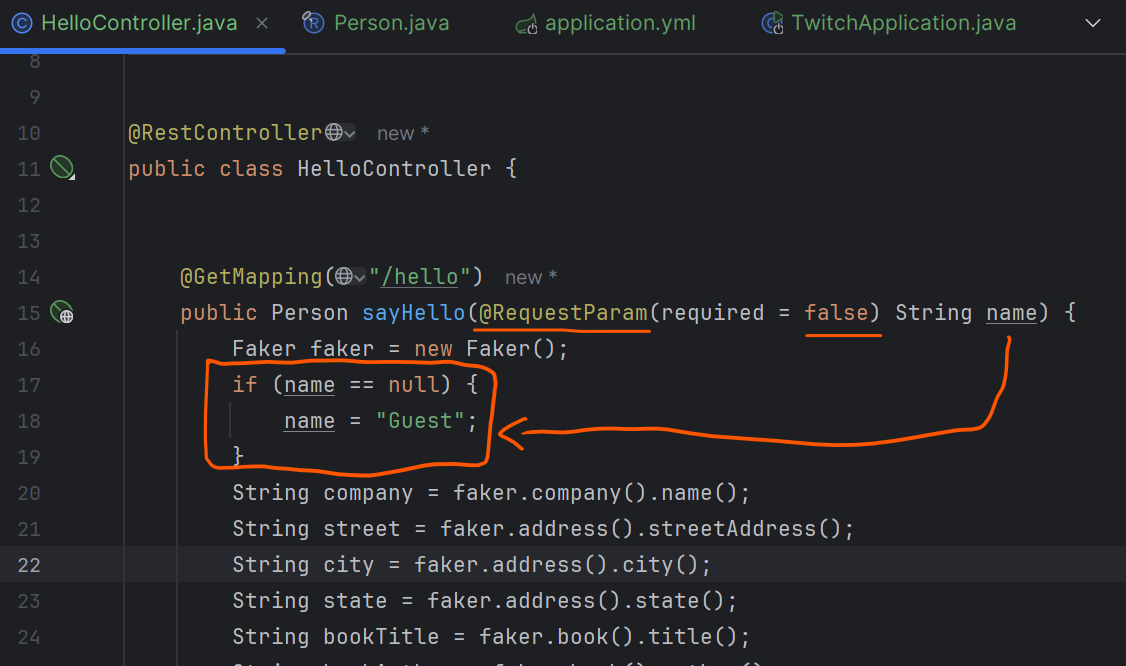 HelloController.java × Person.java application.yml TwitchApplication.java
8
9
10 @RestController new *
11 public class HelloController {
12
13
14 @GetMapping("/hello") new *
15 public Person sayHello(@RequestParam(required = false) String name) {
16 Faker faker = new Faker();
17 if (name == null) {
18 name = "Guest";
19 }
20 String company = faker.company().name();
21 String street = faker.address().streetAddress();
22 String city = faker.address().city();
23 String state = faker.address().state();
24 String bookTitle = faker.book().title();